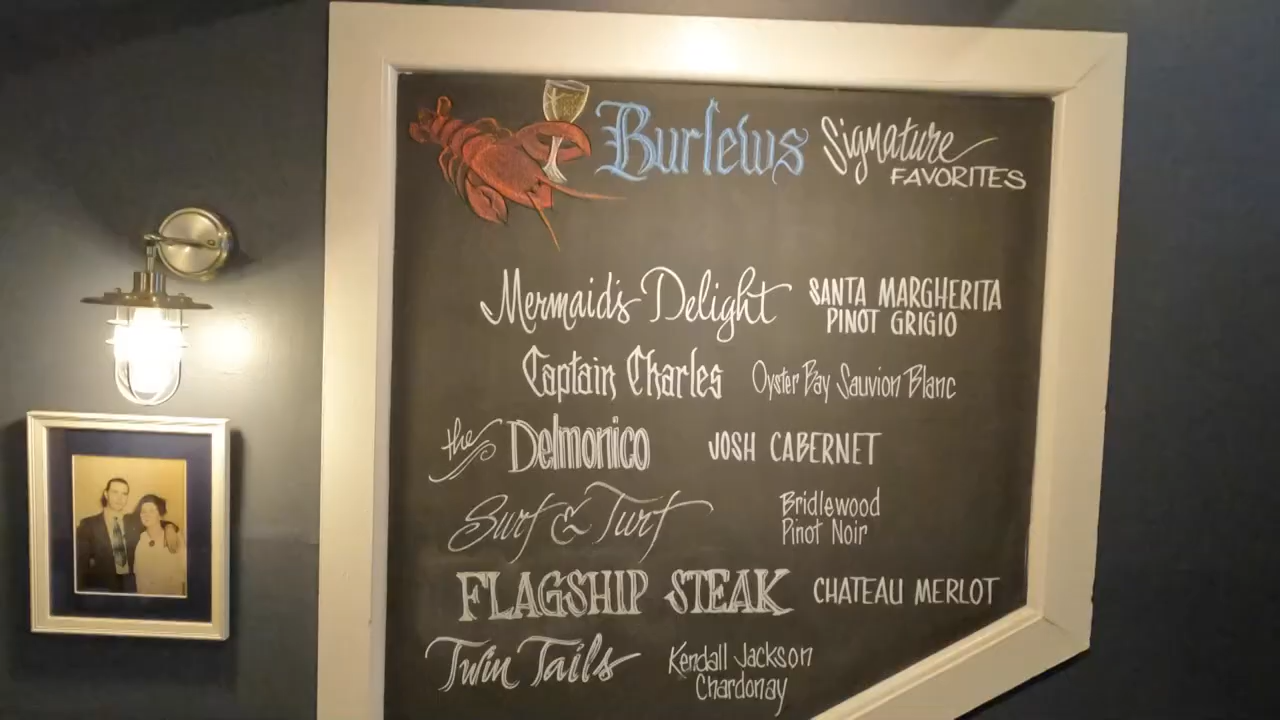 Burlews Signature
FAVORITES
Mermaid's Delight SANTA MARGHERITA
PINOT GRIGIO
Captain Charles Oyster Bay Sauvion Blanc
the Delmonico JOSH CABERNET
Surf & Turf Bridlewood
Pinot Noir
FLAGSHIP STEAK CHATEAU MERLOT
Twin Tails Kendall Jackson
Chardonay